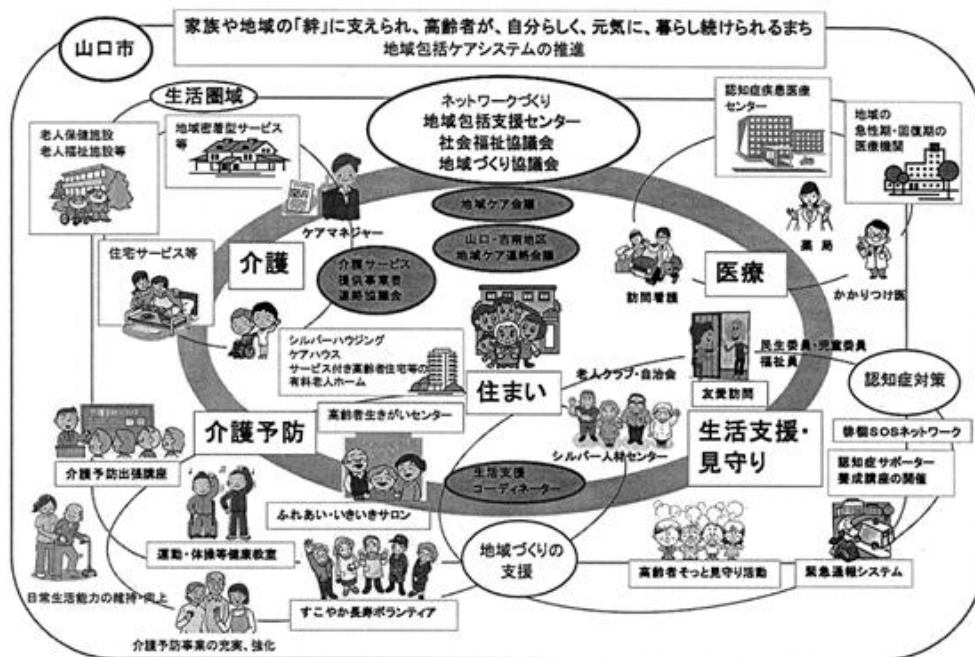 家族や地域の「絆」に支えられ、高齢者が、自分らしく、元気に、暮らし続けられるまち
地域包括ケアシステムの推進
山口市
生活圏域
老人保健施設
老人福祉施設等
地域密着型サービス
等
ネットワークづくり
地域包括支援センター
社会福祉協議会
地域づくり協議会
認知症疾患医療
センター
地域の
急性期・回復期の
医療機関
ケアマネジャー
地域ケア会議
山口・吉南地区
地域ケア連絡会議
住宅サービス等
介護
介護サービス
提供事業者
連絡協議会
訪問看護
医療
薬局
かかりつけ医
シルバーハウジング
ケアハウス
サービス付き高齢者住宅等の
有料老人ホーム
住まい
民生委員・児童委員
福祉員
友愛訪問
認知症対策
老人クラブ・自治会
シルバー人材センター
介護予防
高齢者生きがいセンター
生活支援・
見守り
徘徊SOSネットワーク
認知症サポーター
養成講座の開催
介護予防出張講座
生活支援
コーディネーター
ふれあい・いきいきサロン
運動・体操等健康教室
地域づくりの
支援
高齢者そっと見守り活動
緊急通報システム
日常生活能力の維持・向上
すこやか長寿ボランティア
介護予防事業の充実、強化